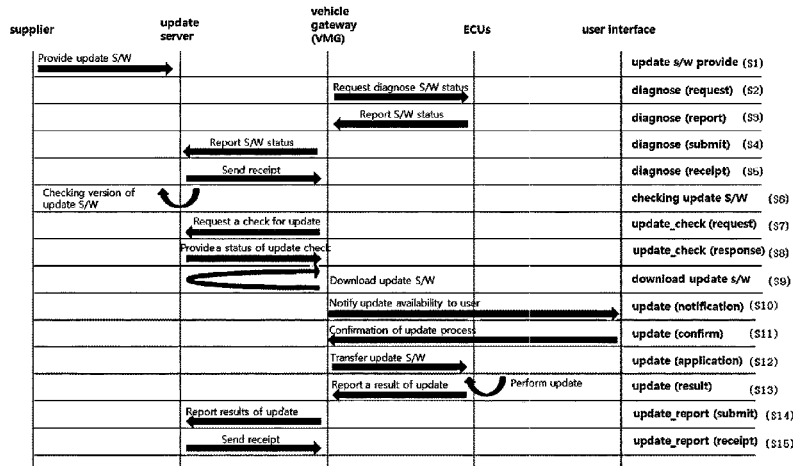 supplier
update
server
vehicle
gateway
(VMG)
ECUs
user interface
Provide update S/W
update s/w provide (S1)
Request diagnose S/W status
diagnose (request) (S2)
Report S/W status
diagnose (report) (S3)
Report S/W status
diagnose (submit) (S4)
Send receipt
diagnose (receipt) (S5)
Checking version of
update S/W
checking update S/W (S6)
Request a check for update
update_check (request) (S7)
Provide a status of update check
update_check (response) (S8)
Download update S/W
download update s/w (S9)
Notify update availability to user
update (notification) (S10)
Confirmation of update process
update (confirm) (S11)
Transfer update S/W
update (application) (S12)
Report a result of update
Perform update
update (result) (S13)
Report results of update
update_report (submit) (S14)
Send receipt
update_report (receipt) (S15)